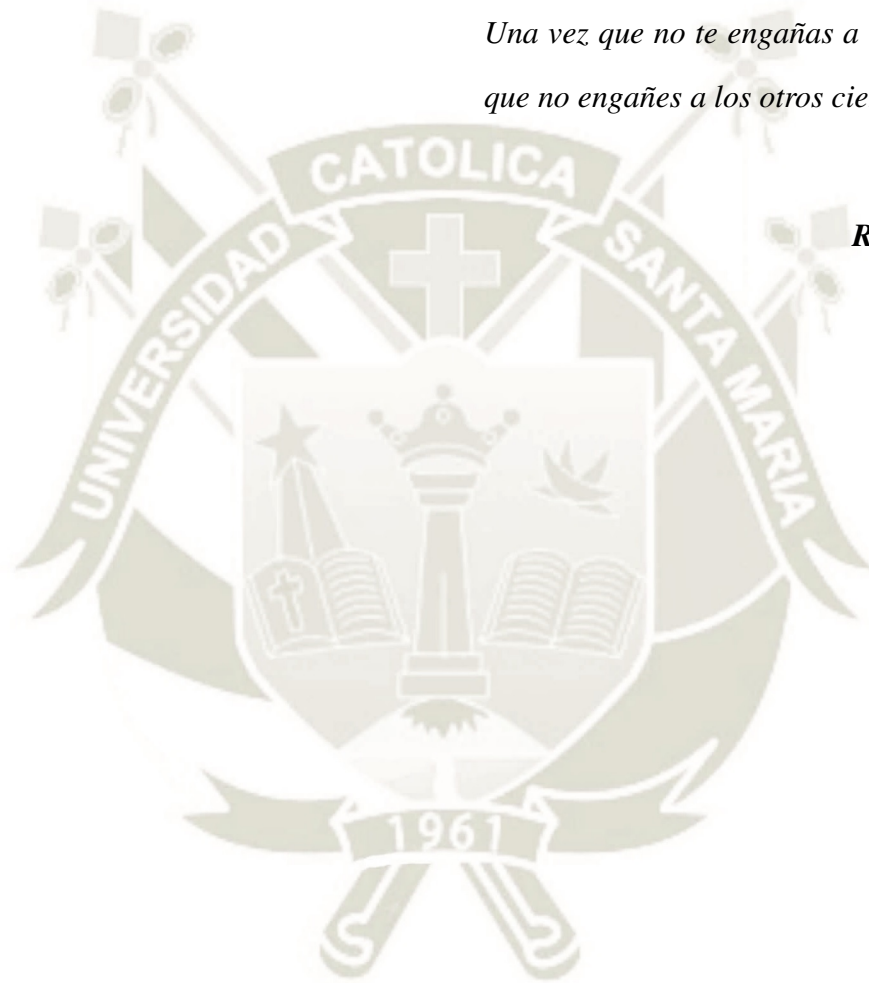 Una vez que no te engañas a
que no engañes a los otros cie
R
CATOLICA
UNIVERSIDAD
SANTA MARIA
1961